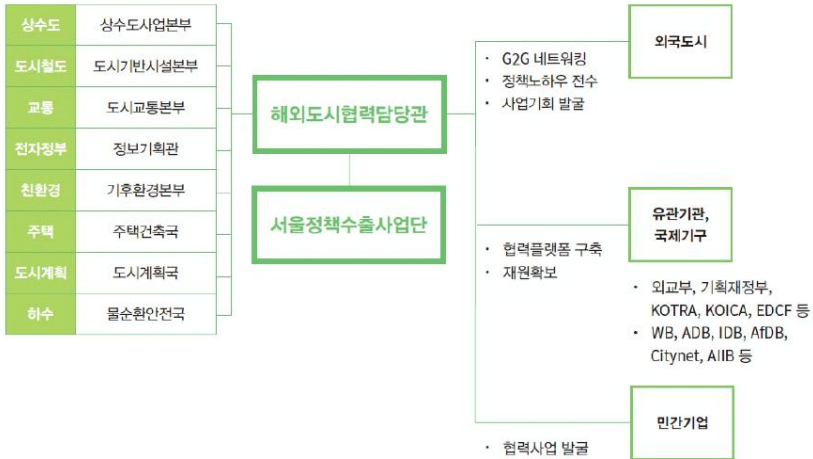 상수도 상수도사업본부
도시철도 도시기반시설본부
교통 도시교통본부
전자정부 정보기획관
친환경 기후환경본부
주택 주택건축국
도시계획 도시계획국
하수 물순환안전국
해외도시협력담당관
서울정책수출사업단
· G2G 네트워킹
· 정책노하우 전수
· 사업기회 발굴
외국도시
· 협력플랫폼 구축
· 재원확보
유관기관,
국제기구
· 외교부, 기획재정부,
KOTRA, KOICA, EDCF 등
· WB, ADB, IDB, AfDB,
Citynet, AIIB 등
· 협력사업 발굴
민간기업